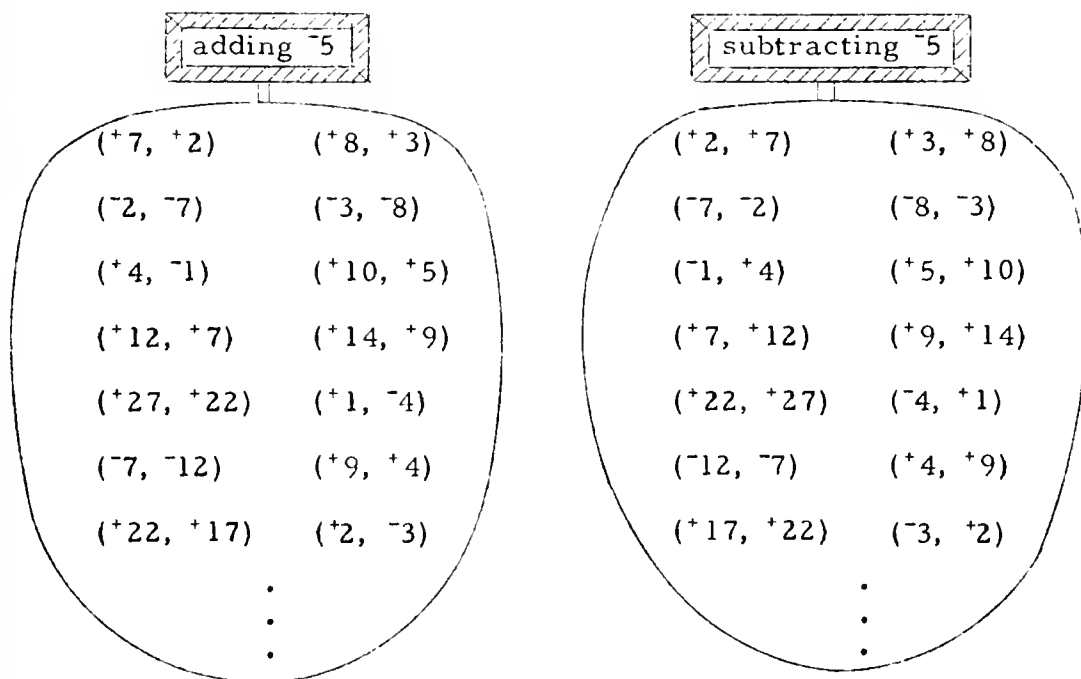 adding ⁻5
(⁺7, ⁺2) (⁺8, ⁺3)
(⁻2, ⁻7) (⁻3, ⁻8)
(⁺4, ⁻1) (⁺10, ⁺5)
(⁺12, ⁺7) (⁺14, ⁺9)
(⁺27, ⁺22) (⁺1, ⁻4)
(⁻7, ⁻12) (⁺9, ⁺4)
(⁺22, ⁺17) (⁺2, ⁻3)
subtracting ⁻5
(⁺2, ⁺7) (⁺3, ⁺8)
(⁻7, ⁻2) (⁻8, ⁻3)
(⁻1, ⁺4) (⁺5, ⁺10)
(⁺7, ⁺12) (⁺9, ⁺14)
(⁺22, ⁺27) (⁻4, ⁺1)
(⁻12, ⁻7) (⁺4, ⁺9)
(⁺17, ⁺22) (⁻3, ⁺2)